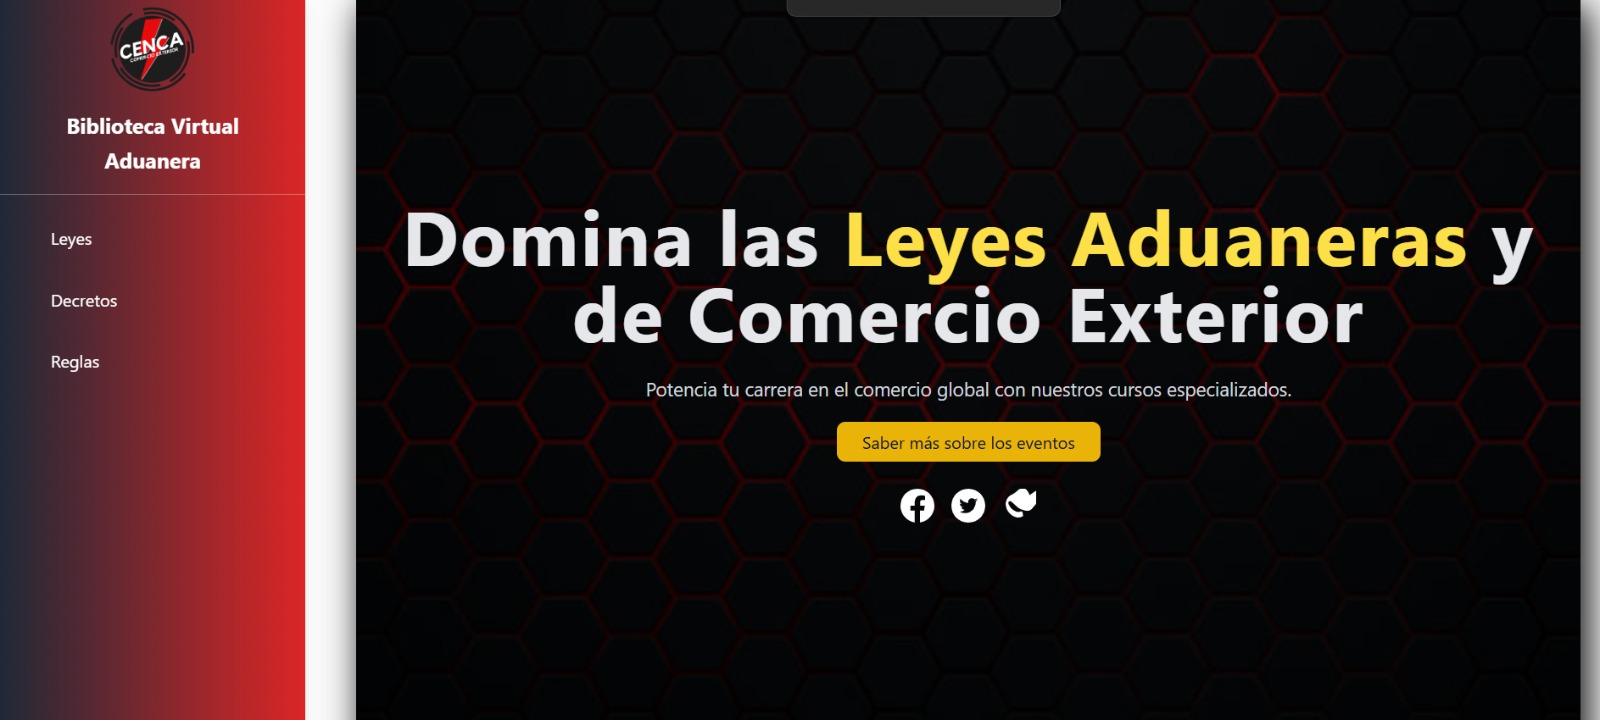 CENCA
COMERCIO EXTERIOR
Biblioteca Virtual
Aduanera
Leyes
Decretos
Reglas
Domina las Leyes Aduaneras y
de Comercio Exterior
Potencia tu carrera en el comercio global con nuestros cursos especializados.
Saber más sobre los eventos